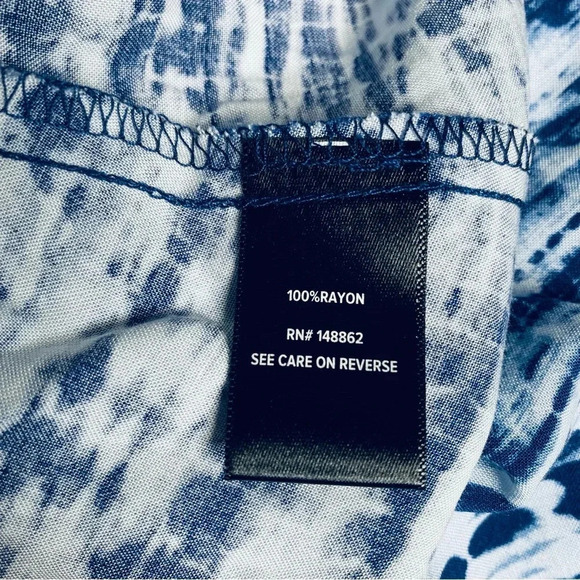 100%RAYON
RN# 148862
SEE CARE ON REVERSE